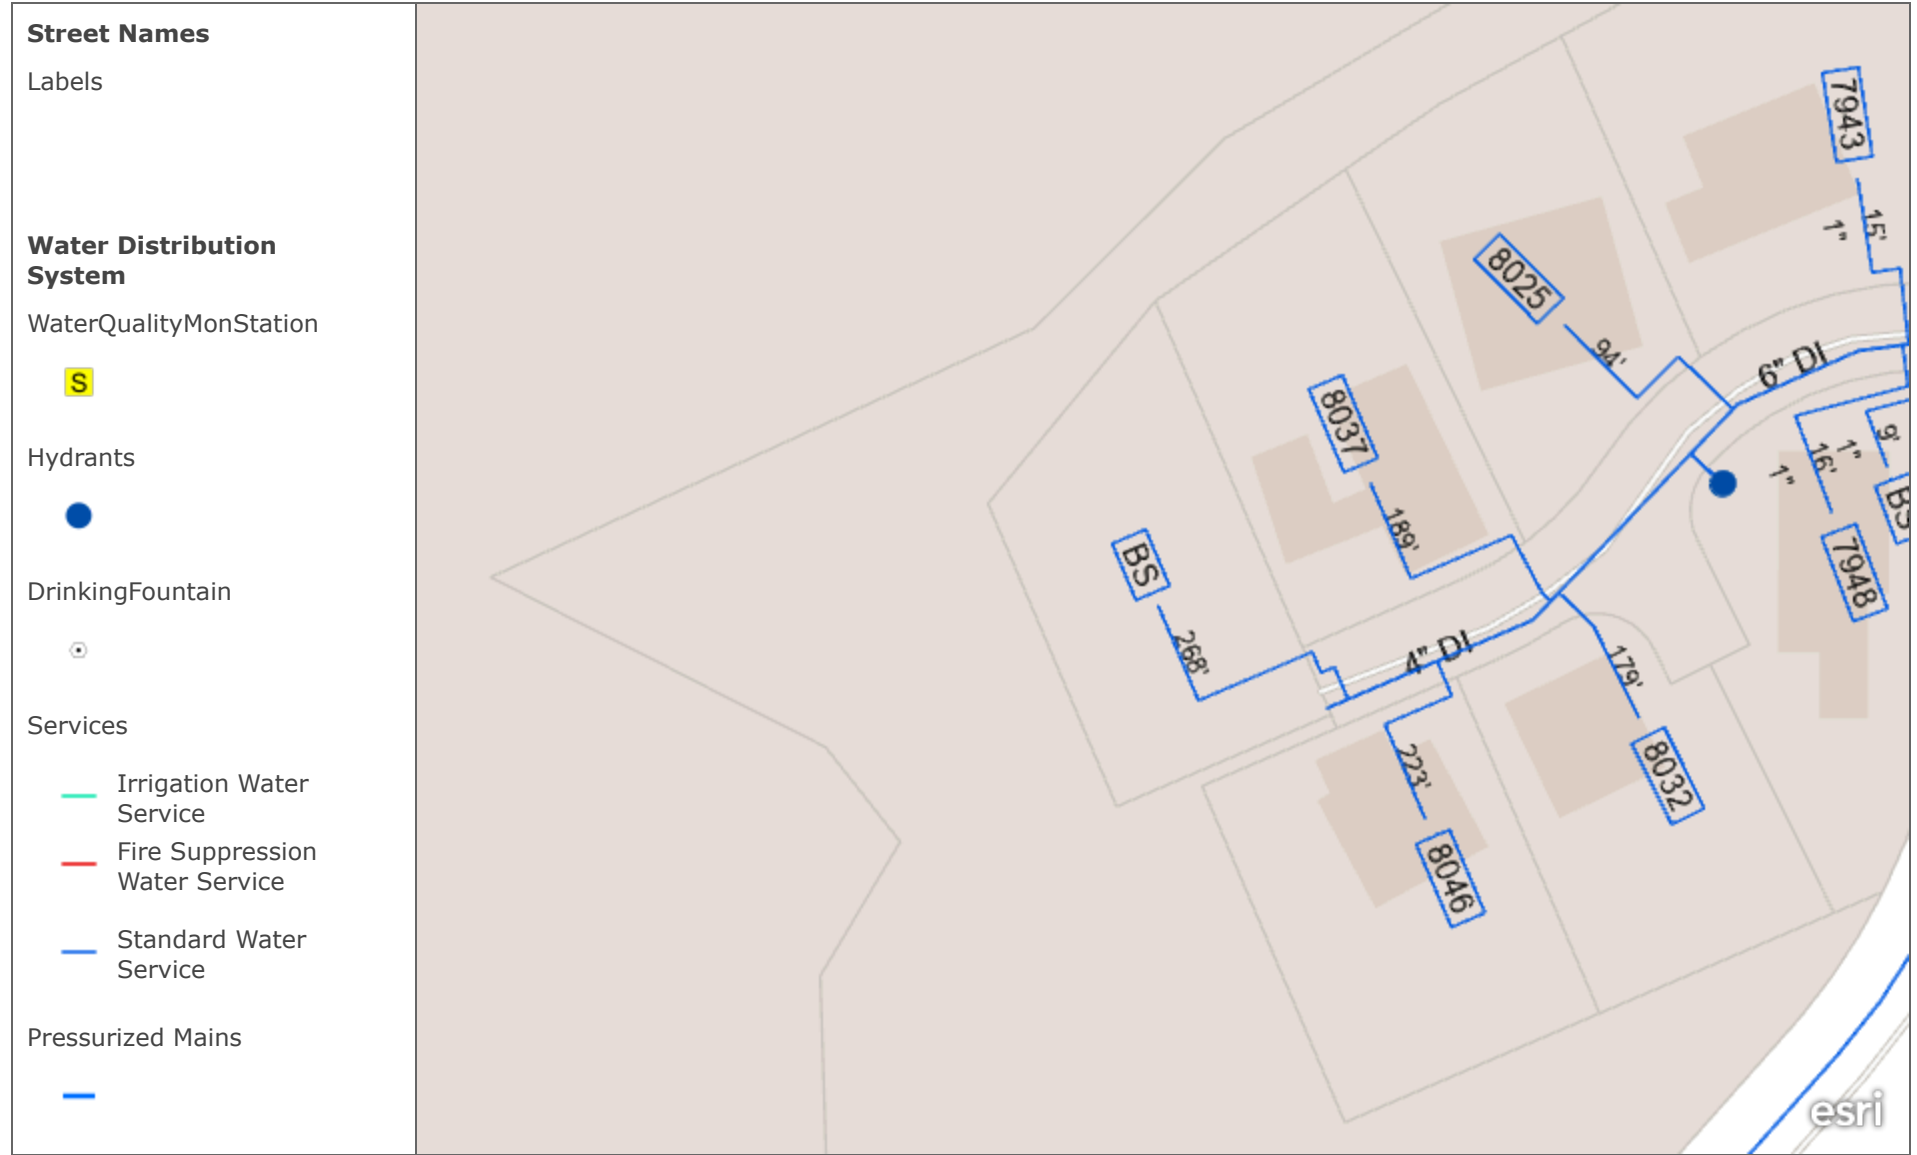 Street Names
Labels
Water Distribution
System
WaterQualityMonStation
S
Hydrants
DrinkingFountain
Services
Irrigation Water
Service
Fire Suppression
Water Service
Standard Water
Service
Pressurized Mains
7943
15'
1"
8025
94'
6" DI
8037
189'
9'
1"
16'
1"
BS
7948
BS
268'
4" DI
179'
223'
8032
8046
esri